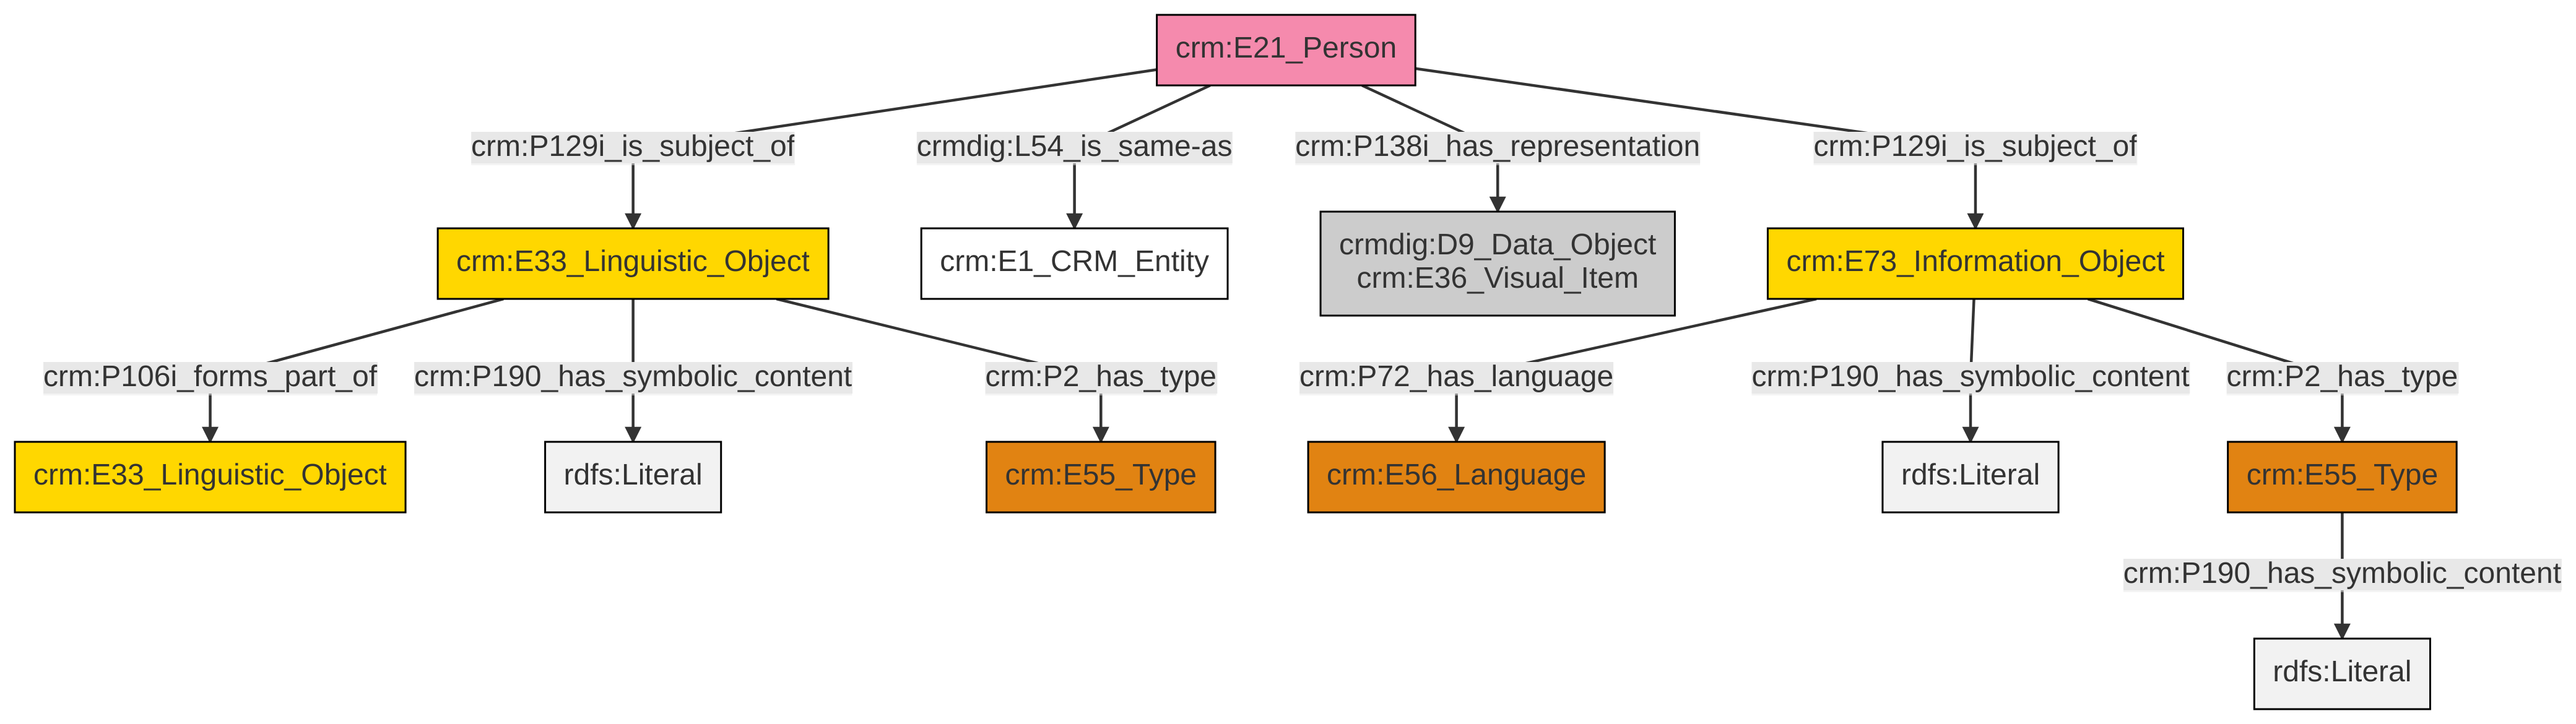 crm:E21_Person
crm:P129i_is_subject_of
crmdig:L54_is_same-as
crm:P138i_has_representation
crm:P129i_is_subject_of
crm:E33_Linguistic_Object
crm:E1_CRM_Entity
crmdig:D9_Data_Object
crm:E36_Visual_Item
crm:E73_Information_Object
crm:P106i_forms_part_of
crm:P190_has_symbolic_content
crm:P2_has_type
crm:P72_has_language
crm:P190_has_symbolic_content
crm:P2_has_type
crm:E33_Linguistic_Object
rdfs:Literal
crm:E55_Type
crm:E56_Language
rdfs:Literal
crm:E55_Type
crm:P190_has_symbolic_content
rdfs:Literal